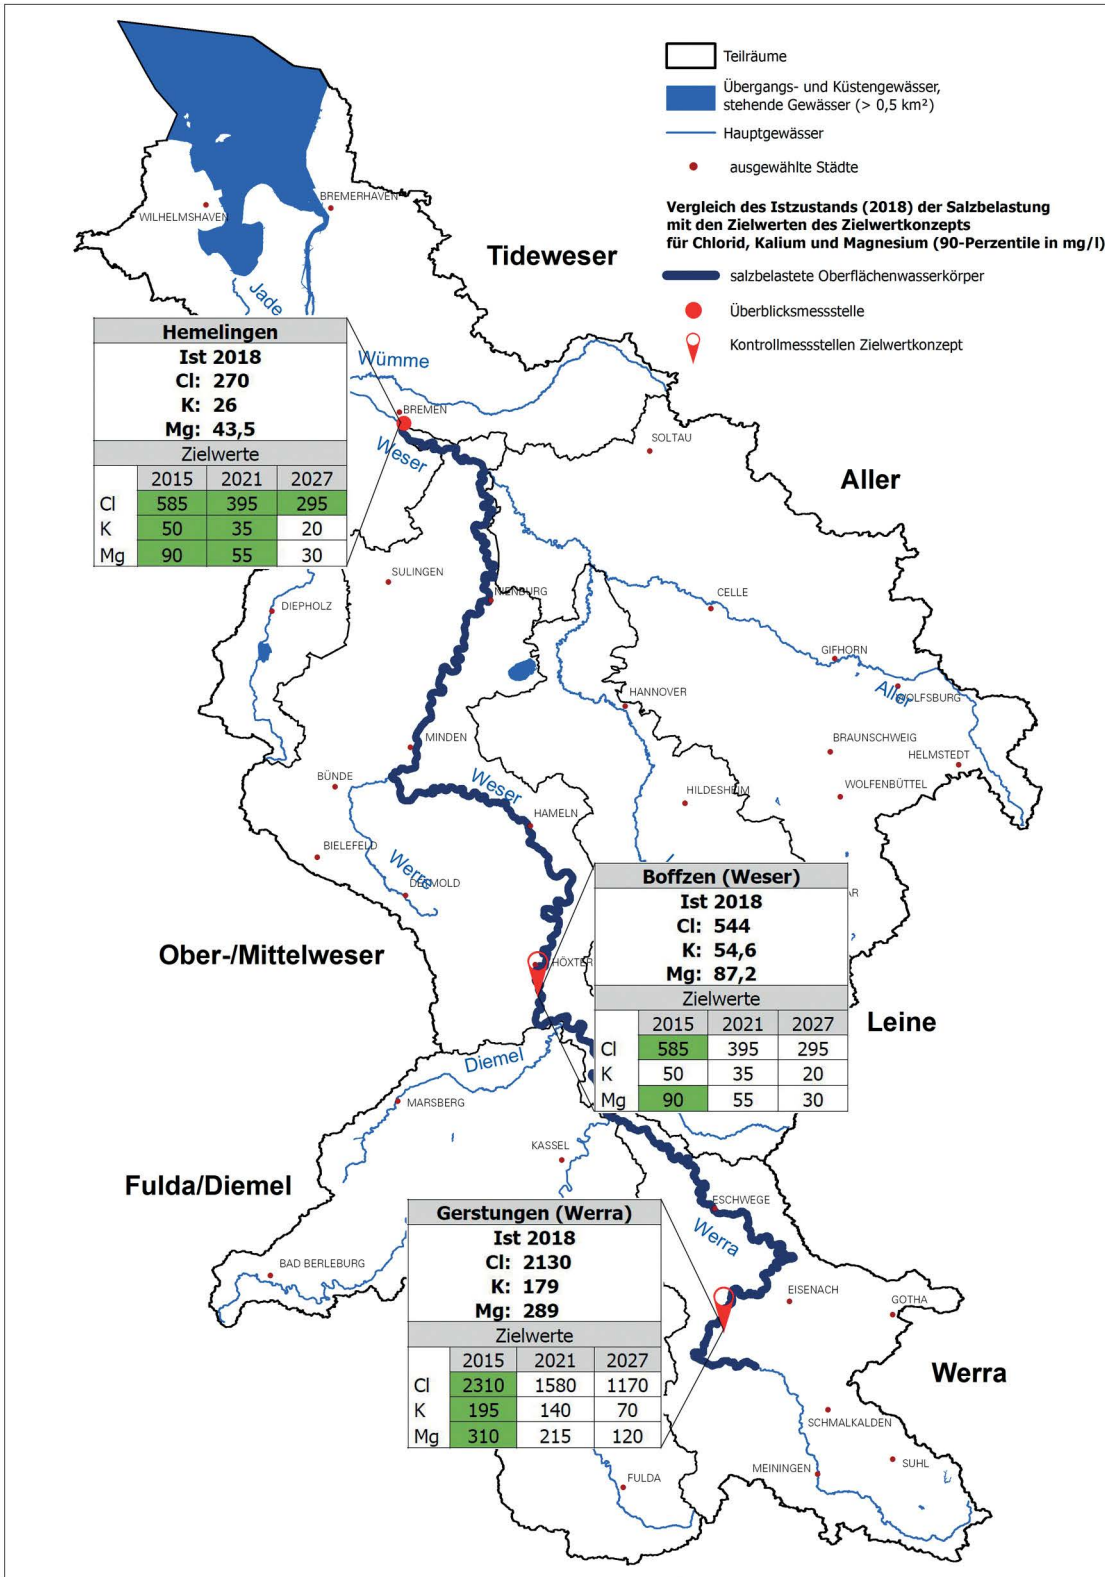 Teilräume
Übergangs- und Küstengewässer,
stehende Gewässer (> 0,5 km²)
Hauptgewässer
ausgewählte Städte
Vergleich des Istzustands (2018) der Salzbelastung
mit den Zielwerten des Zielwertkonzepts
für Chlorid, Kalium und Magnesium (90-Perzentile in mg/l)
salzbelastete Oberflächenwasserkörper
Überblicksmessstelle
Kontrollmessstellen Zielwertkonzept
WILHELMSHAVEN
BREMERHAVEN
Tideweser
Jade
Hemelingen
Ist 2018
Cl: 270
K: 26
Mg: 43,5
Zielwerte
2015 2021 2027
Cl 585 395 295
K 50 35 20
Mg 90 55 30
Wümme
BREMEN
Weser
SOLTAU
Aller
SULINGEN
DIEPHOLZ
NIENBURG
CELLE
GIFHORN
Aller
WOLFSBURG
HANNOVER
MINDEN
BRAUNSCHWEIG
HELMSTEDT
BÜNDE
Weser
HILDESHEIM
WOLFENBÜTTEL
HAMELN
BIELEFELD
Werre
DETMOLD
Ober-/Mittelweser
HÖXTER
Boffzen (Weser)
Ist 2018
Cl: 544
K: 54,6
Mg: 87,2
Zielwerte
2015 2021 2027
Cl 585 395 295
K 50 35 20
Mg 90 55 30
AR
Leine
Diemel
MARSBERG
KASSEL
Fulda/Diemel
ESCHWEGE
Werra
Gerstungen (Werra)
Ist 2018
Cl: 2130
K: 179
Mg: 289
Zielwerte
2015 2021 2027
Cl 2310 1580 1170
K 195 140 70
Mg 310 215 120
BAD BERLEBURG
EISENACH
GOTHA
Werra
SCHMALKALDEN
MEININGEN
SUHL
FULDA